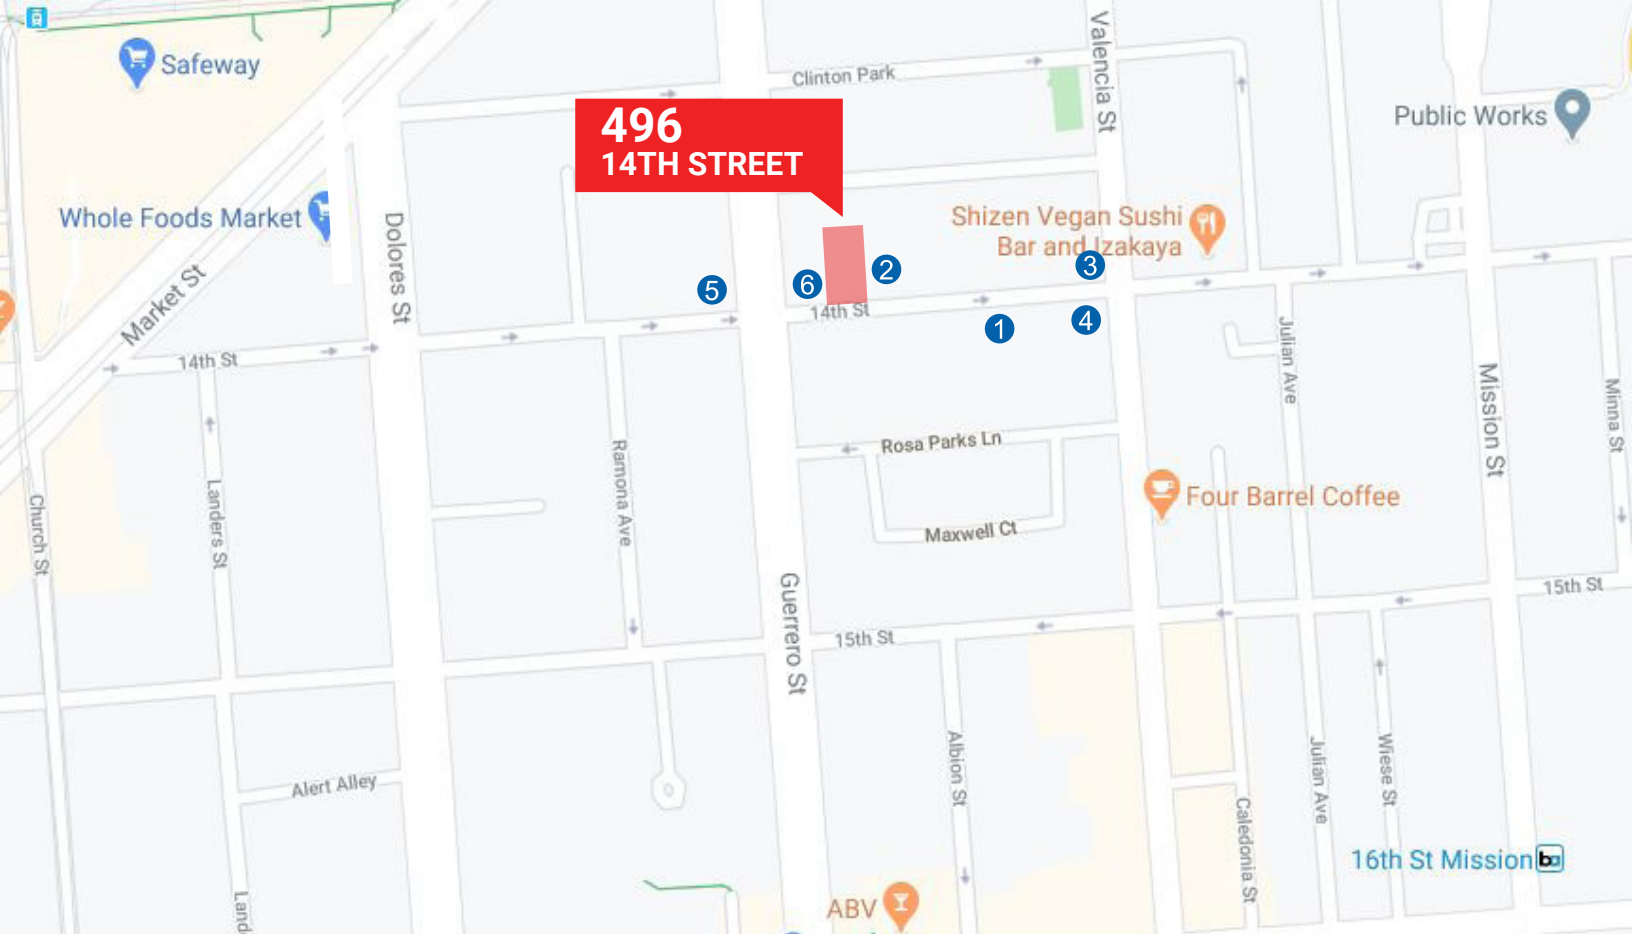 Safeway
Clinton Park
Valencia St
Public Works
496
14TH STREET
Whole Foods Market
Dolores St
Shizen Vegan Sushi
Bar and Izakaya
Market St
5
6
2
3
14th St
1
4
14th St
Julian Ave
Mission St
Minna St
Rosa Parks Ln
Ramona Ave
Landers St
Church St
Four Barrel Coffee
Maxwell Ct
Guerrero St
15th St
15th St
Alert Alley
Albion St
Julian Ave
Wiese St
Caledonia St
16th St Mission
ba
ABV
Land